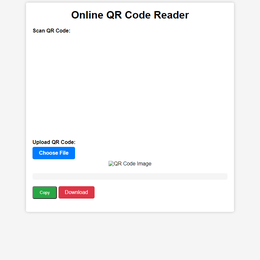 Online QR Code Reader
Scan QR Code:
Upload QR Code:
Choose File
QR Code Image
Copy
Download